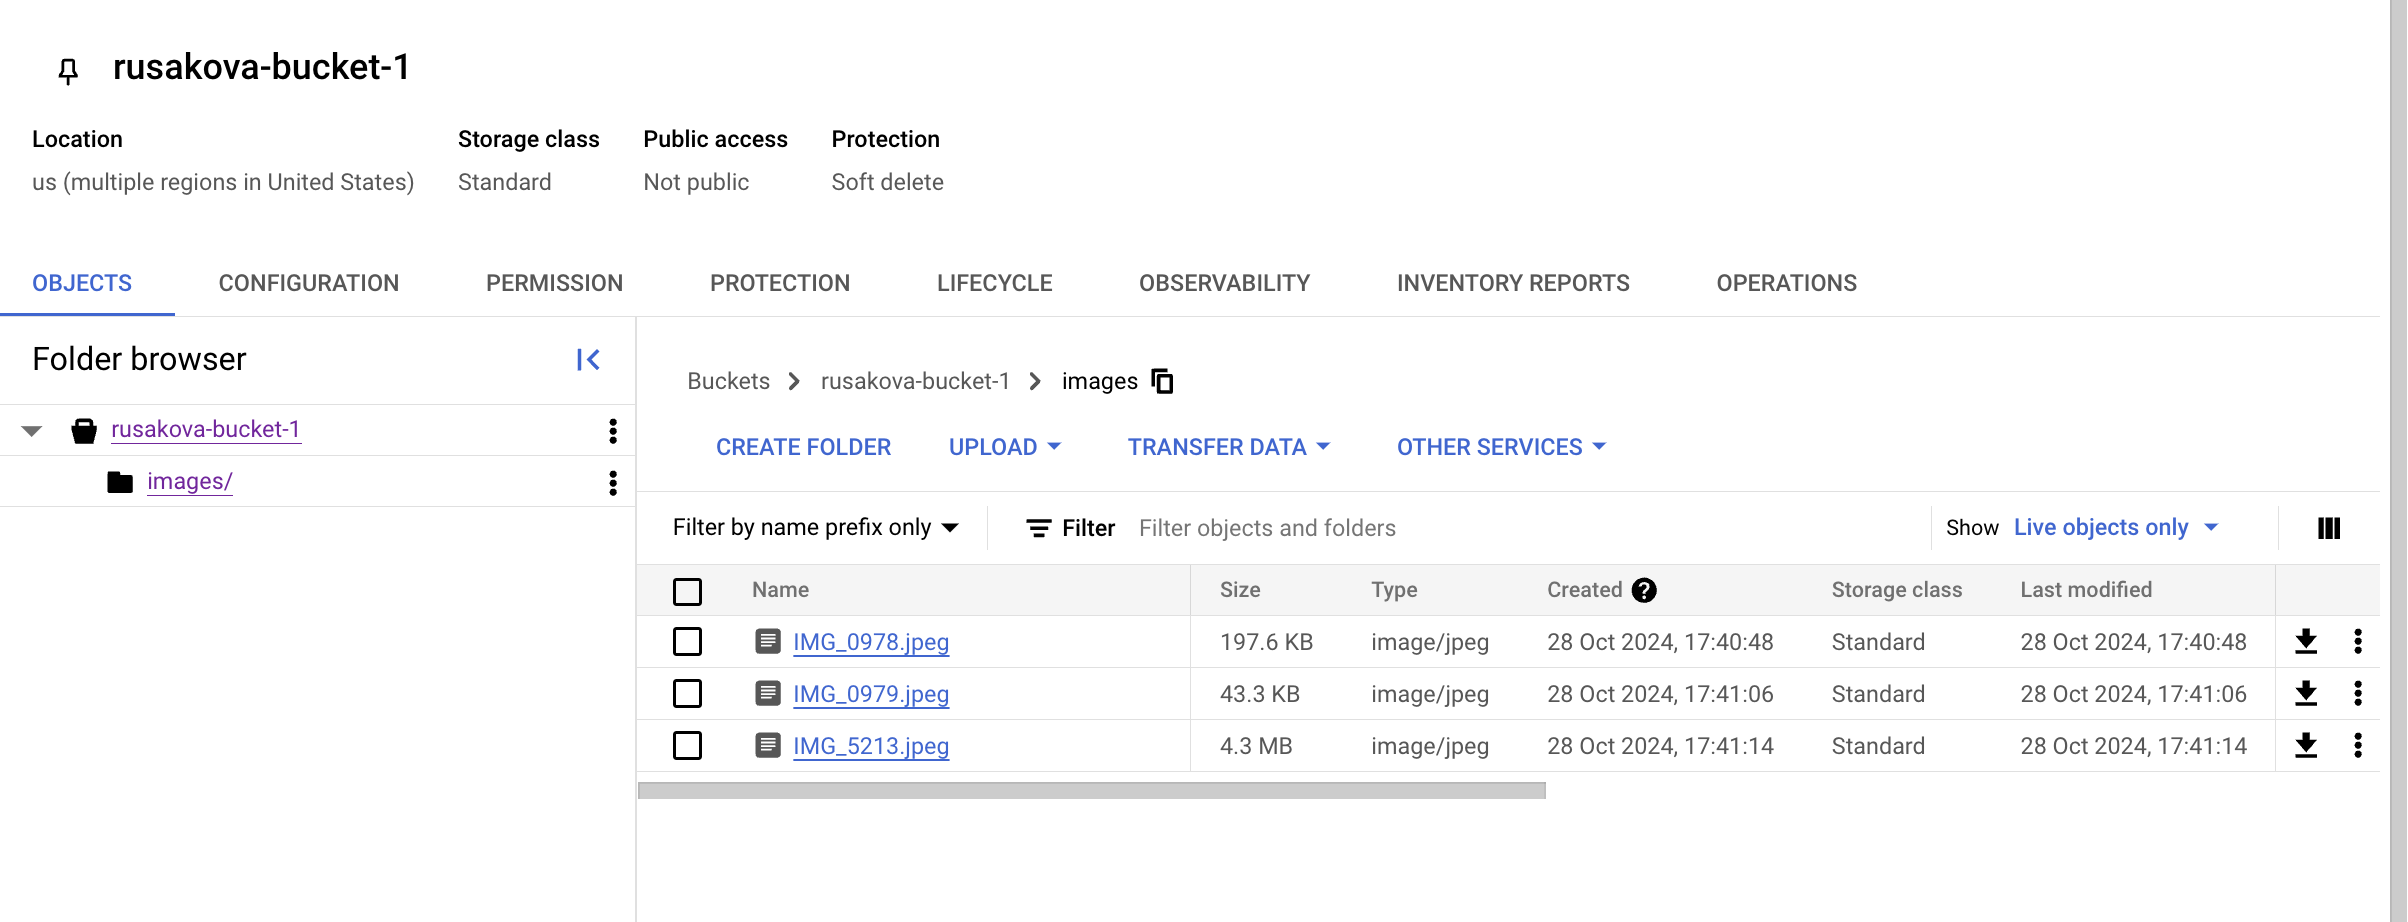 rusakova-bucket-1
Location Storage class Public access Protection
us (multiple regions in United States) Standard Not public Soft delete
OBJECTS CONFIGURATION PERMISSION PROTECTION LIFECYCLE OBSERVABILITY INVENTORY REPORTS OPERATIONS
Folder browser
rusakova-bucket-1
images/
Buckets rusakova-bucket-1 images
CREATE FOLDER UPLOAD TRANSFER DATA OTHER SERVICES
Filter by name prefix only Filter Filter objects and folders Show Live objects only
Name Size Type Created ? Storage class Last modified
IMG_0978.jpeg 197.6 KB image/jpeg 28 Oct 2024, 17:40:48 Standard 28 Oct 2024, 17:40:48
IMG_0979.jpeg 43.3 KB image/jpeg 28 Oct 2024, 17:41:06 Standard 28 Oct 2024, 17:41:06
IMG_5213.jpeg 4.3 MB image/jpeg 28 Oct 2024, 17:41:14 Standard 28 Oct 2024, 17:41:14